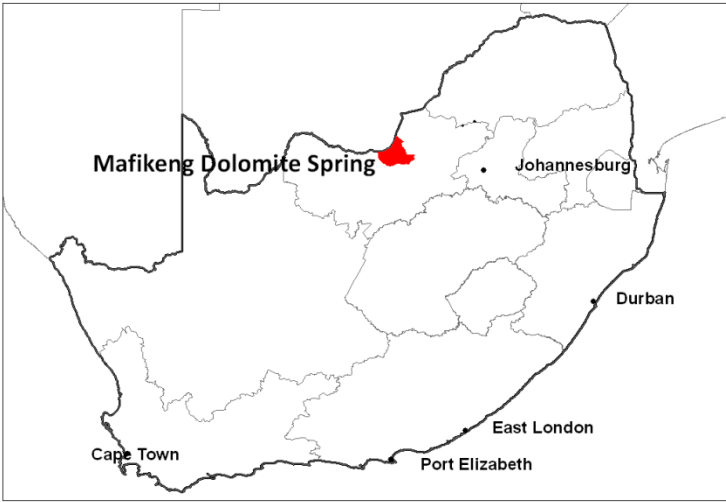 Mafikeng Dolomite Spring
Johannesburg
Durban
East London
Cape Town
Port Elizabeth